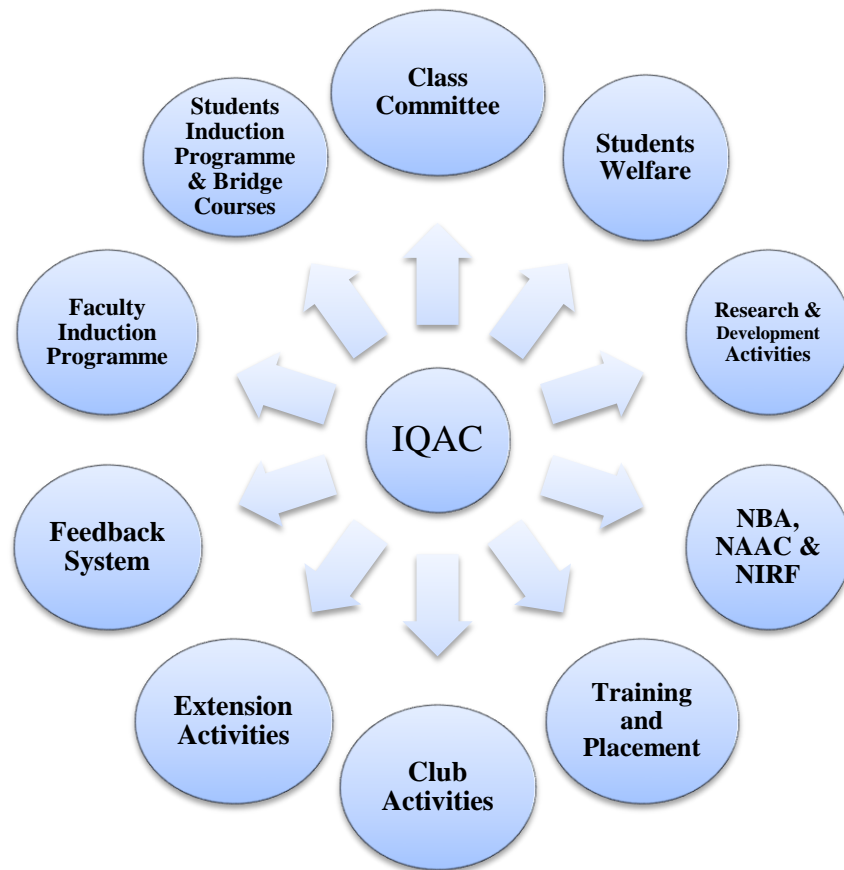 Class
Committee
Students
Welfare
Research &
Development
Activities
NBA,
NAAC &
NIRF
Training
and
Placement
Club
Activities
Extension
Activities
Feedback
System
Faculty
Induction
Programme
Students
Induction
Programme
& Bridge
Courses
IQAC